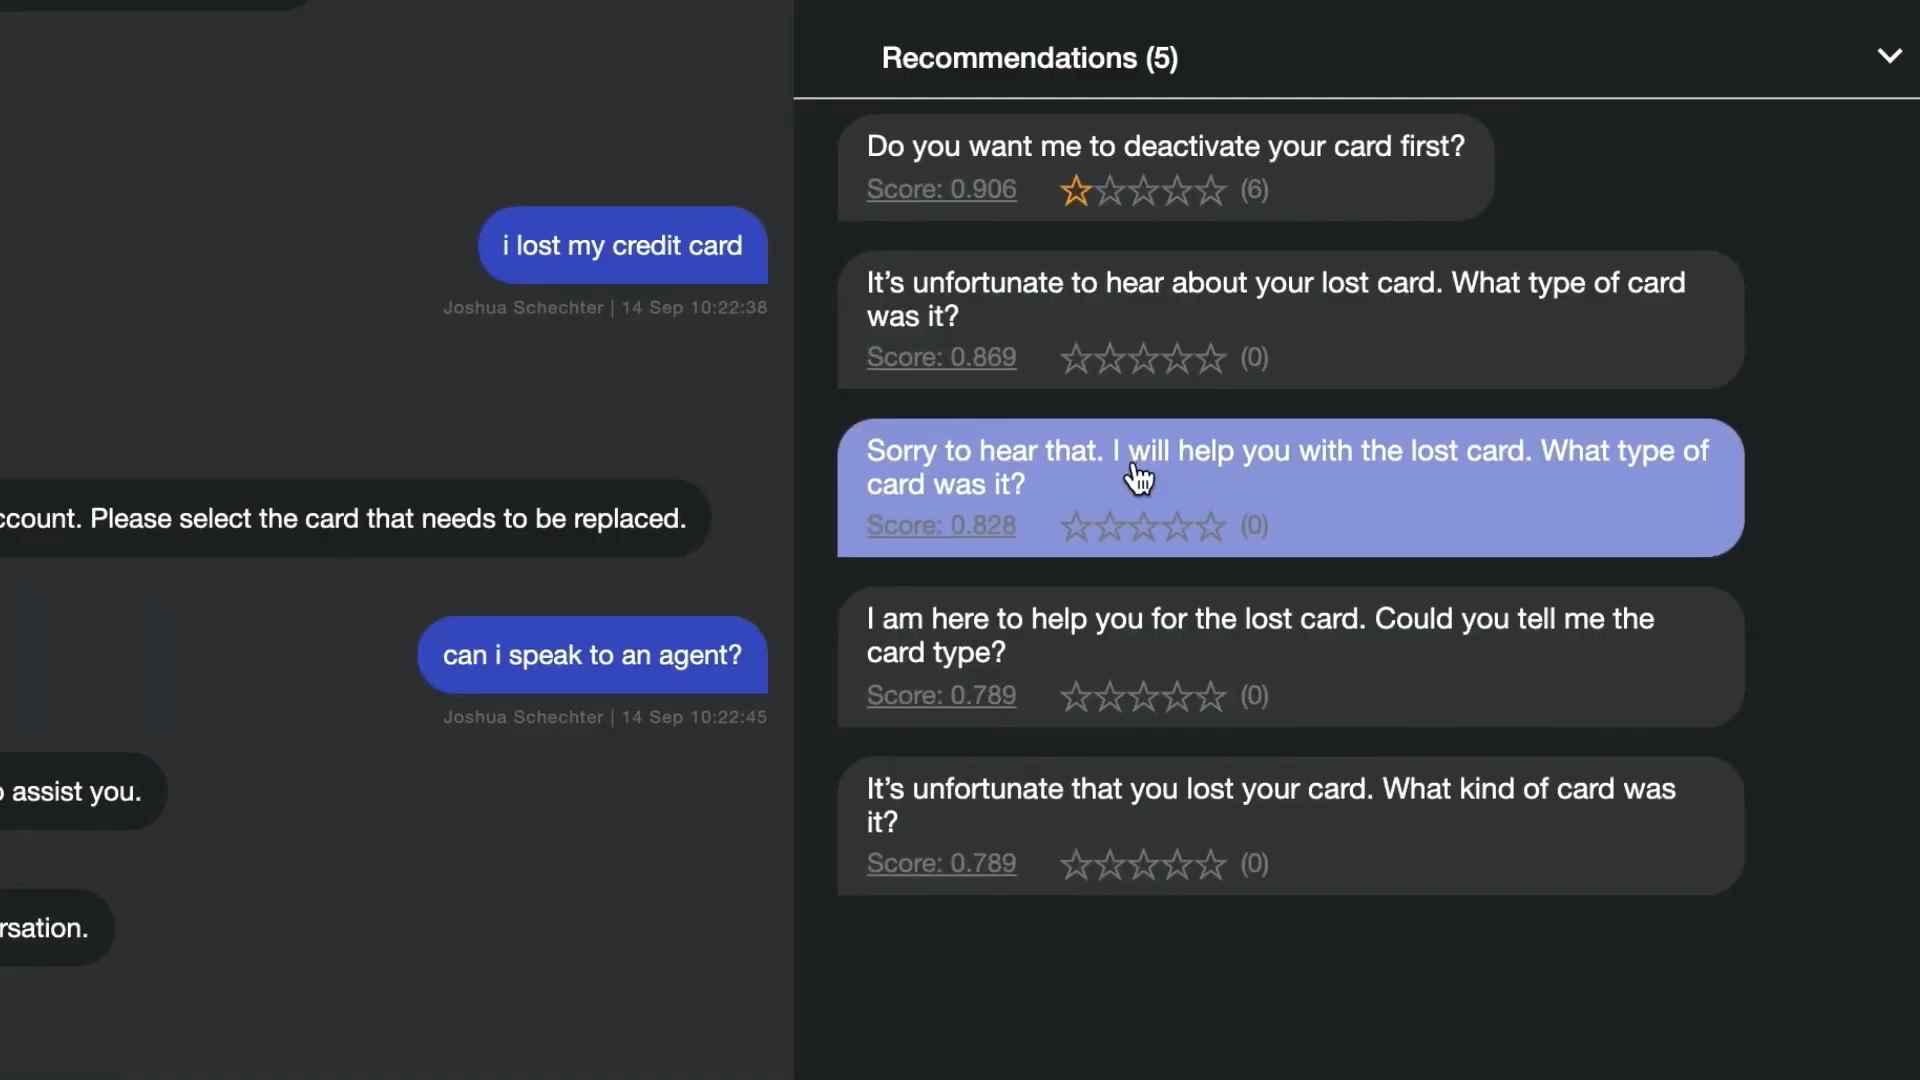 i lost my credit card
Joshua Schechter | 14 Sep 10:22:38
ccount. Please select the card that needs to be replaced.
can i speak to an agent?
Joshua Schechter | 14 Sep 10:22:45
assist you.
rsation.
Recommendations (5)
Do you want me to deactivate your card first?
Score: 0.906 (6)
It’s unfortunate to hear about your lost card. What type of card
was it?
Score: 0.869 (0)
Sorry to hear that. I will help you with the lost card. What type of
card was it?
Score: 0.828 (0)
I am here to help you for the lost card. Could you tell me the
card type?
Score: 0.789 (0)
It’s unfortunate that you lost your card. What kind of card was
it?
Score: 0.789 (0)